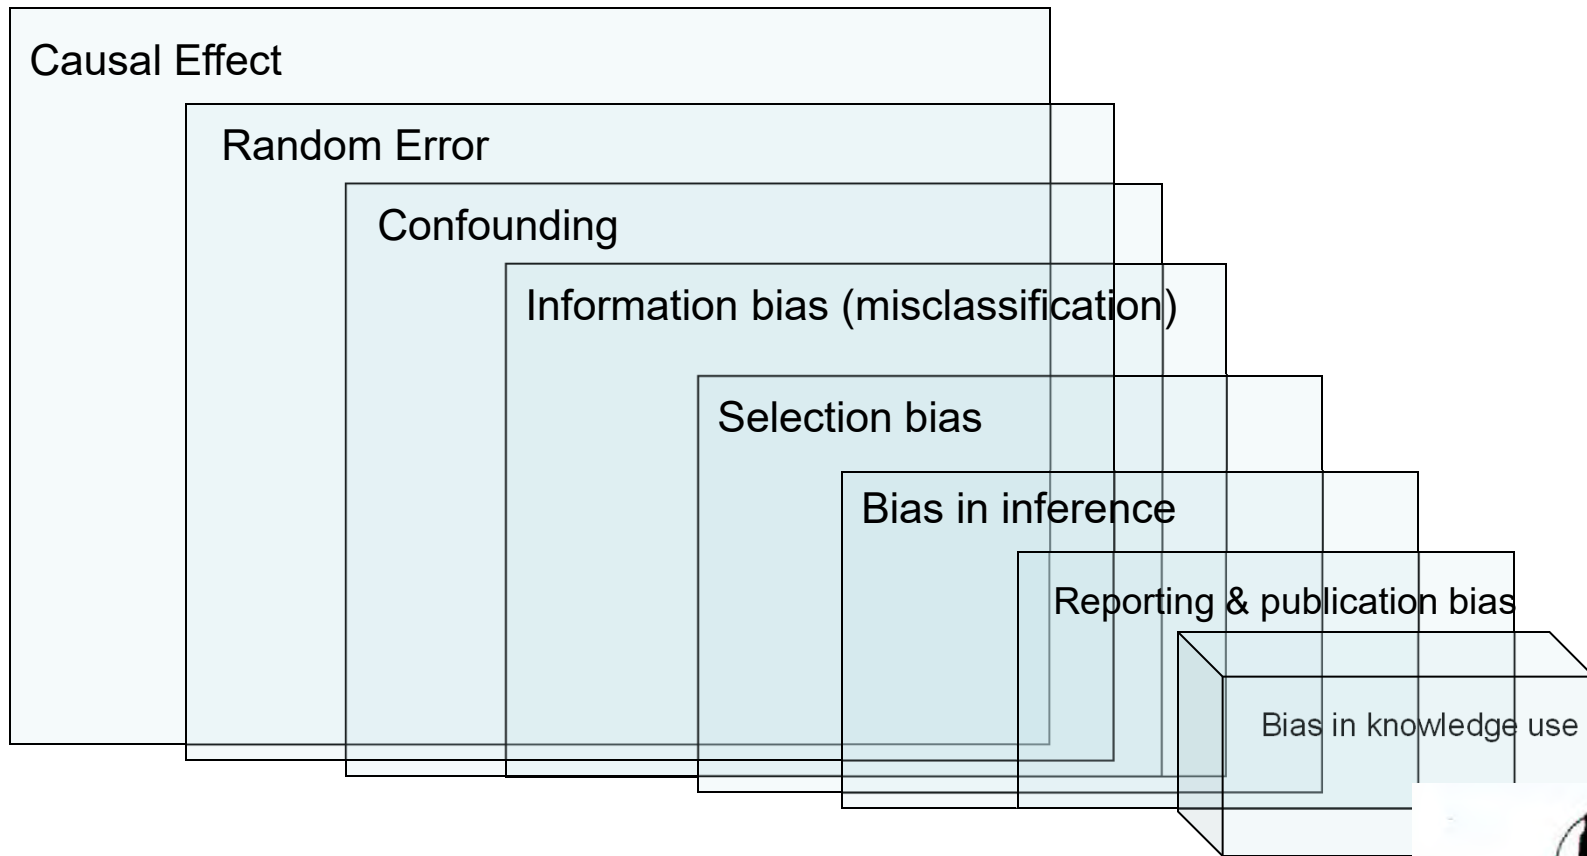 Causal Effect
Random Error
Confounding
Information bias (misclassification)
Selection bias
Bias in inference
Reporting & publication bias
Bias in knowledge use